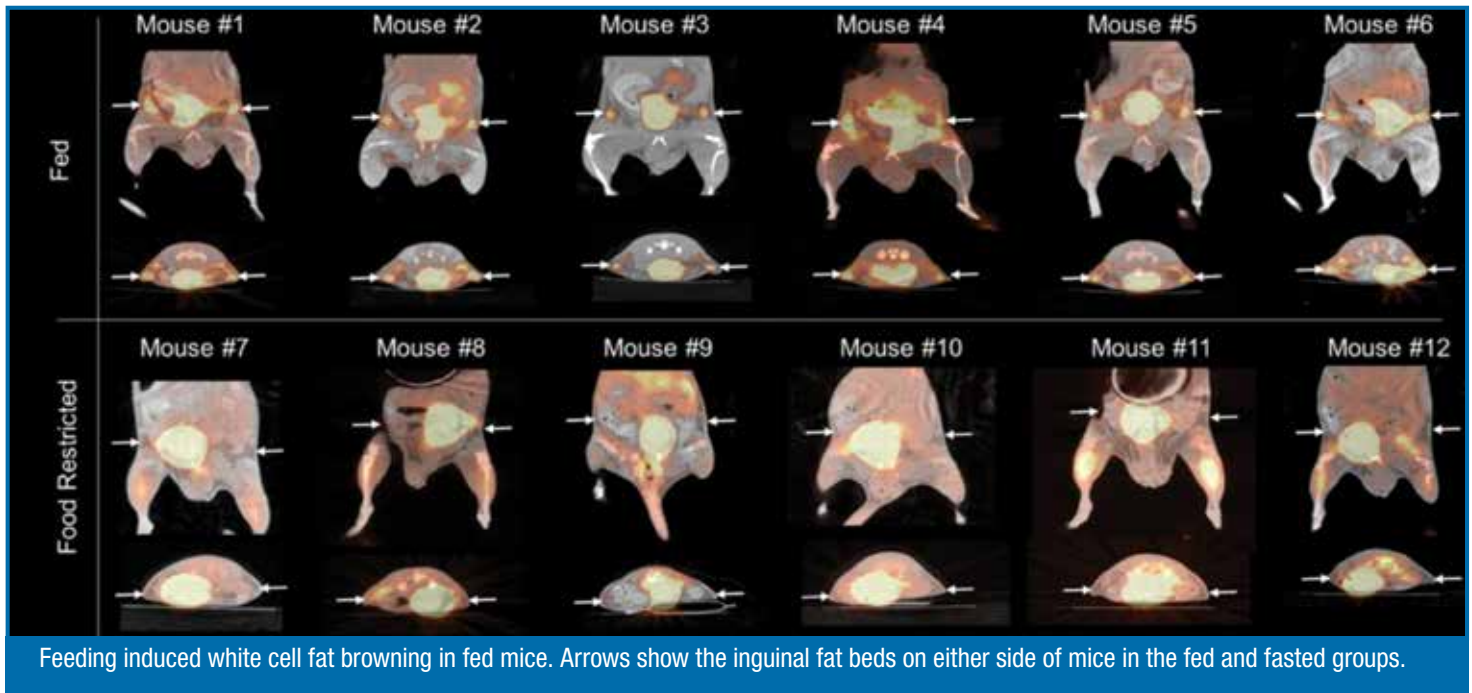 Mouse #1 Mouse #2 Mouse #3 Mouse #4 Mouse #5 Mouse #6
Fed
Mouse #7 Mouse #8 Mouse #9 Mouse #10 Mouse #11 Mouse #12
Food Restricted
Feeding induced white cell fat browning in fed mice. Arrows show the inguinal fat beds on either side of mice in the fed and fasted groups.